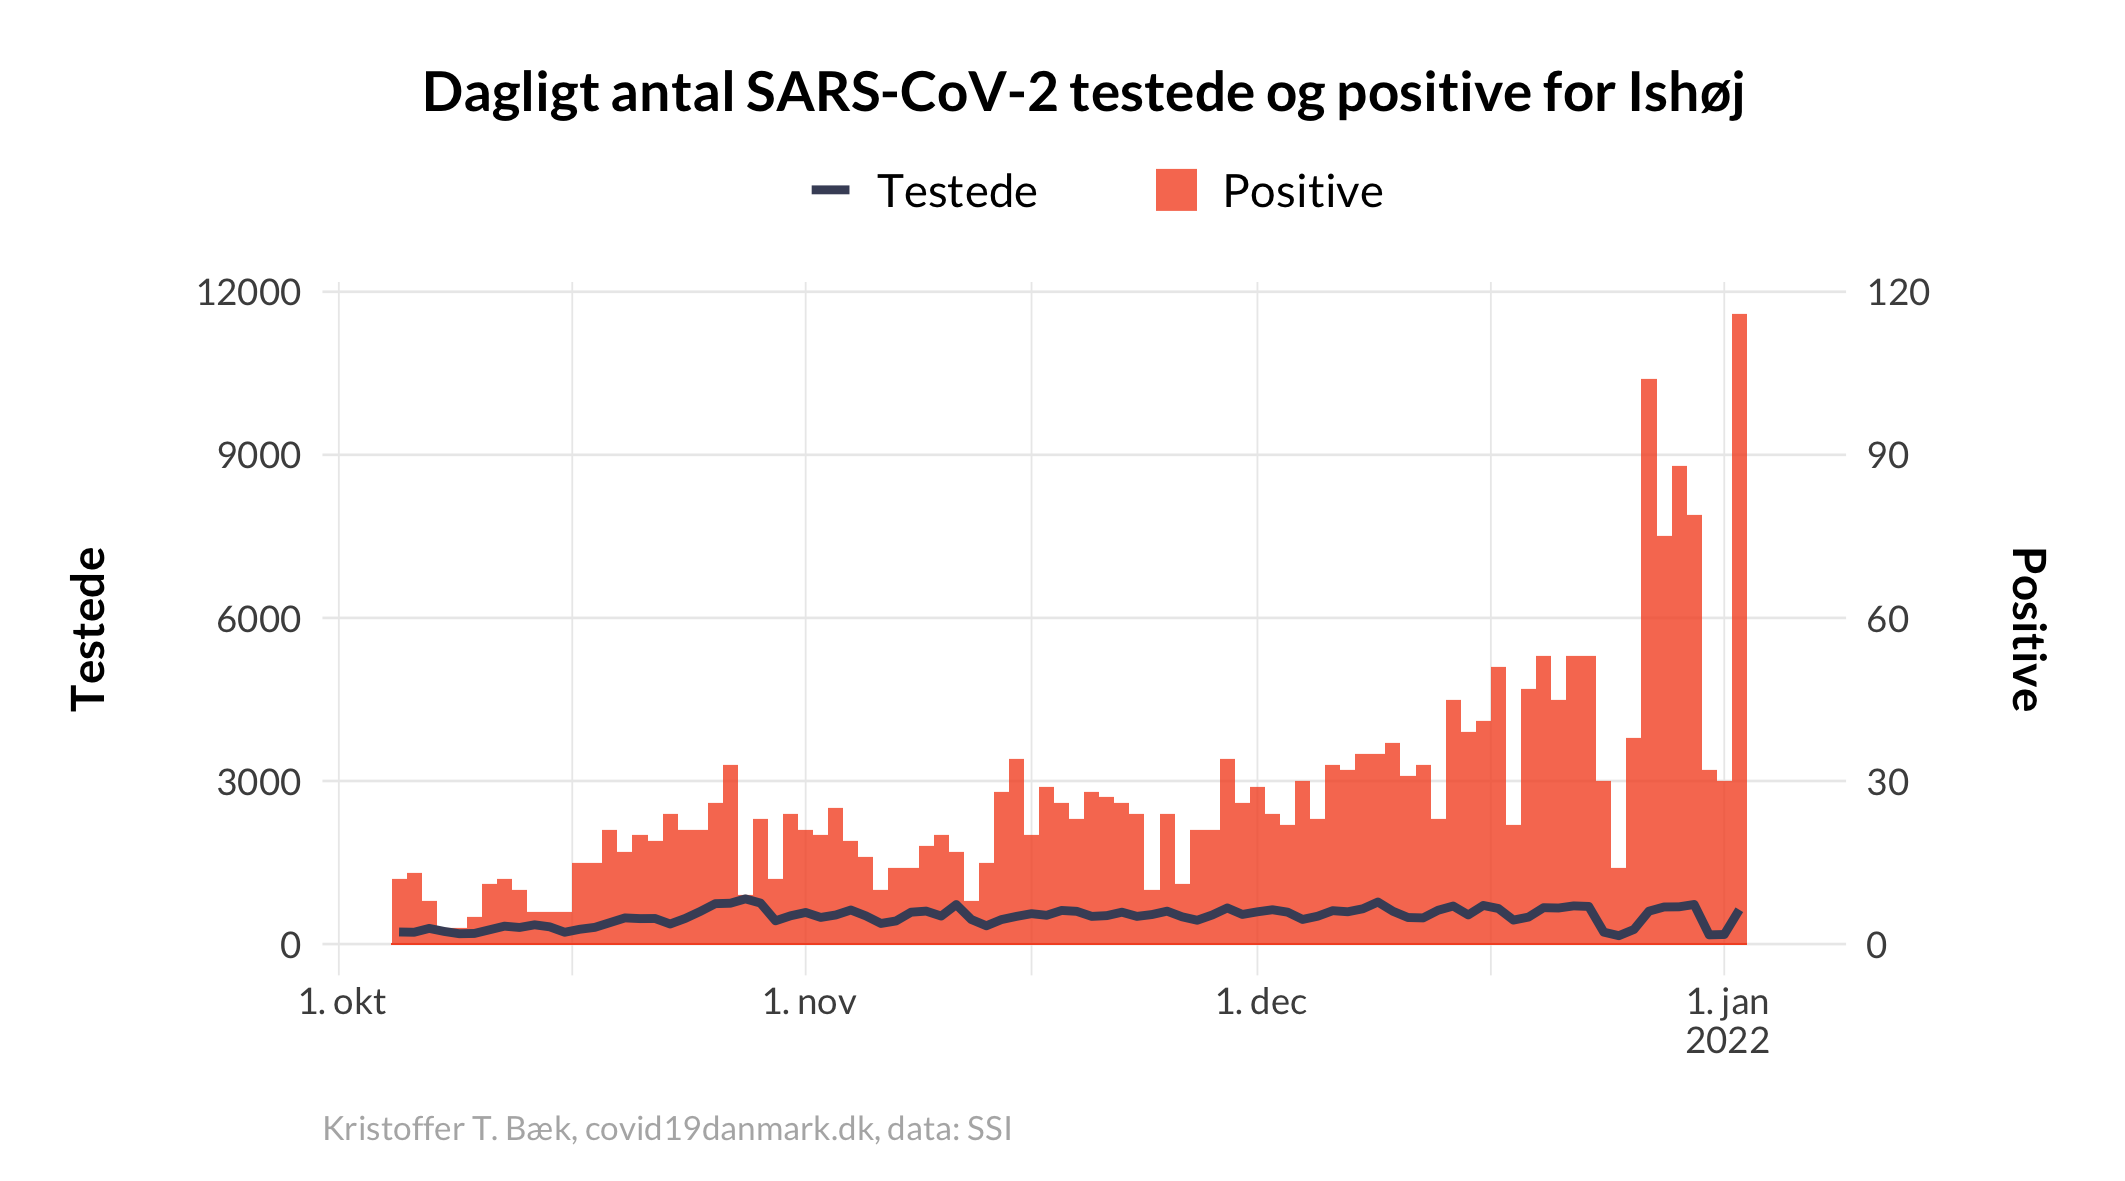 Dagligt antal SARS-CoV-2 testede og positive for Ishøj
Testede Positive
12000 120
9000 90
6000 60
3000 30
0 0
Testede
Positive
1. okt 1. nov 1. dec 1. jan
2022
Kristoffer T. Bæk, covid19danmark.dk, data: SSI